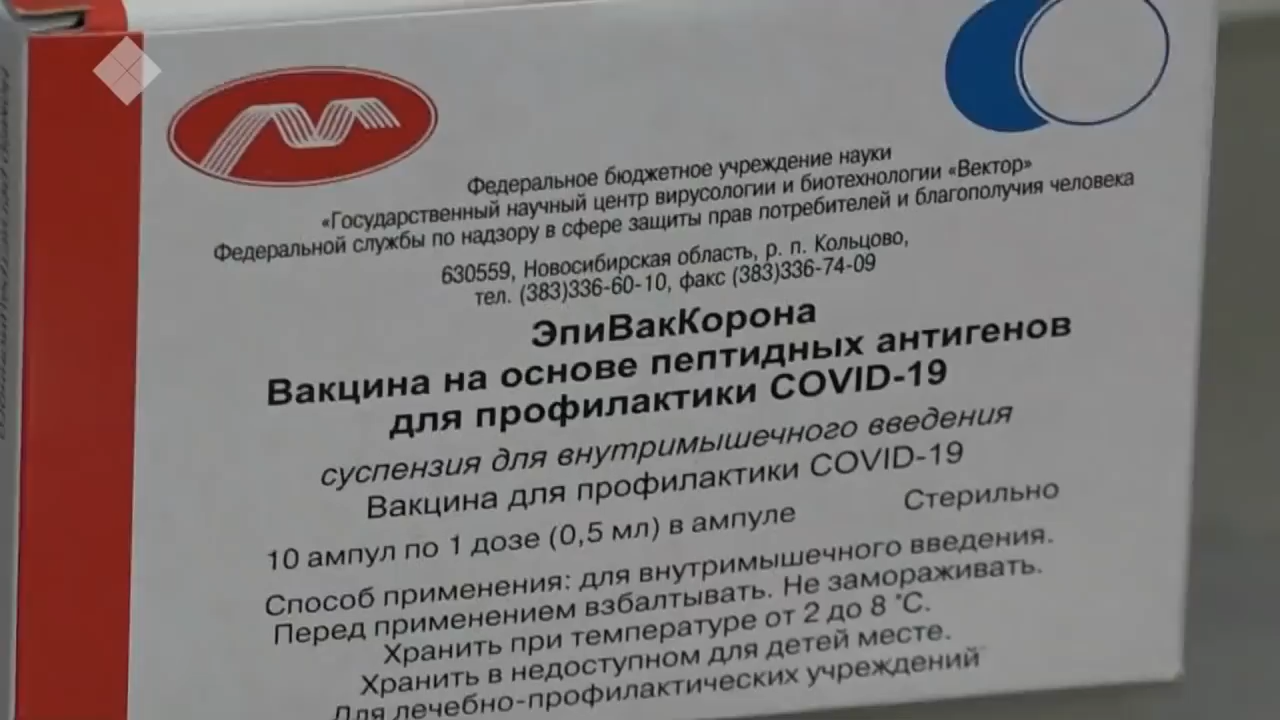 Федеральное бюджетное учреждение науки
«Государственный научный центр вирусологии и биотехнологии «Вектор»
Федеральной службы по надзору в сфере защиты прав потребителей и благополучия человека
630559, Новосибирская область, р. п. Кольцово,
тел. (383)336-60-10, факс (383)336-74-09
ЭпиВакКорона
Вакцина на основе пептидных антигенов
для профилактики COVID-19
суспензия для внутримышечного введения
Вакцина для профилактики COVID-19
10 ампул по 1 дозе (0,5 мл) в ампуле Стерильно
Способ применения: для внутримышечного введения.
Перед применением взбалтывать. Не замораживать.
Хранить при температуре от 2 до 8 °С.
Хранить в недоступном для детей месте.
Для лечебно-профилактических учреждений